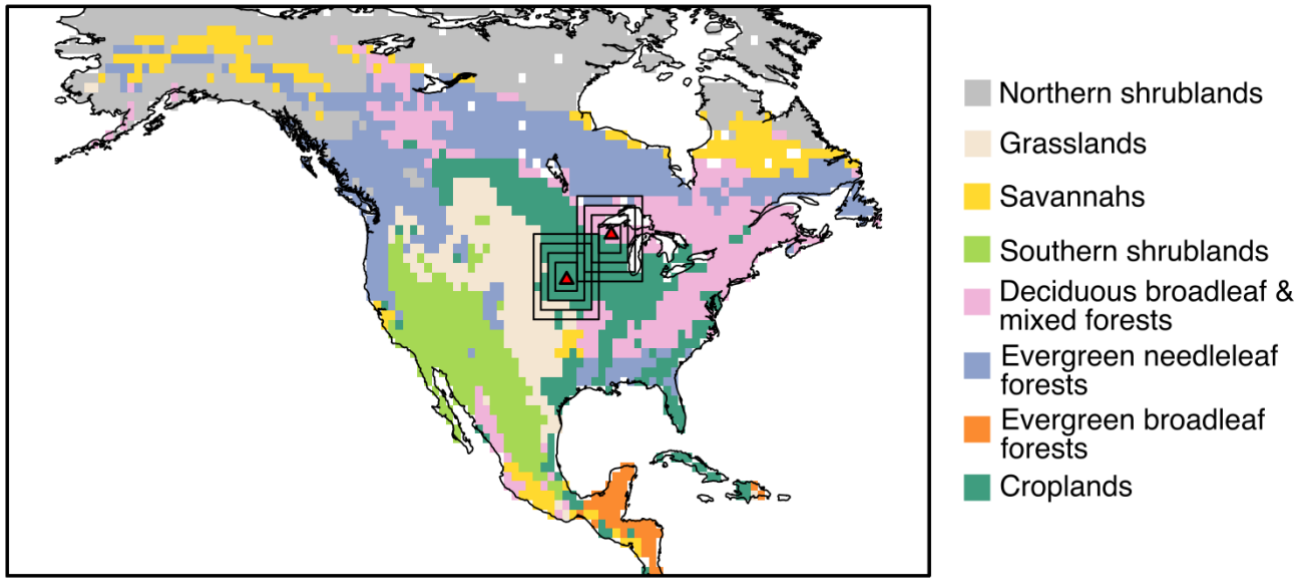 Northern shrublands
Grasslands
Savannahs
Southern shrublands
Deciduous broadleaf &
mixed forests
Evergreen needleleaf
forests
Evergreen broadleaf
forests
Croplands